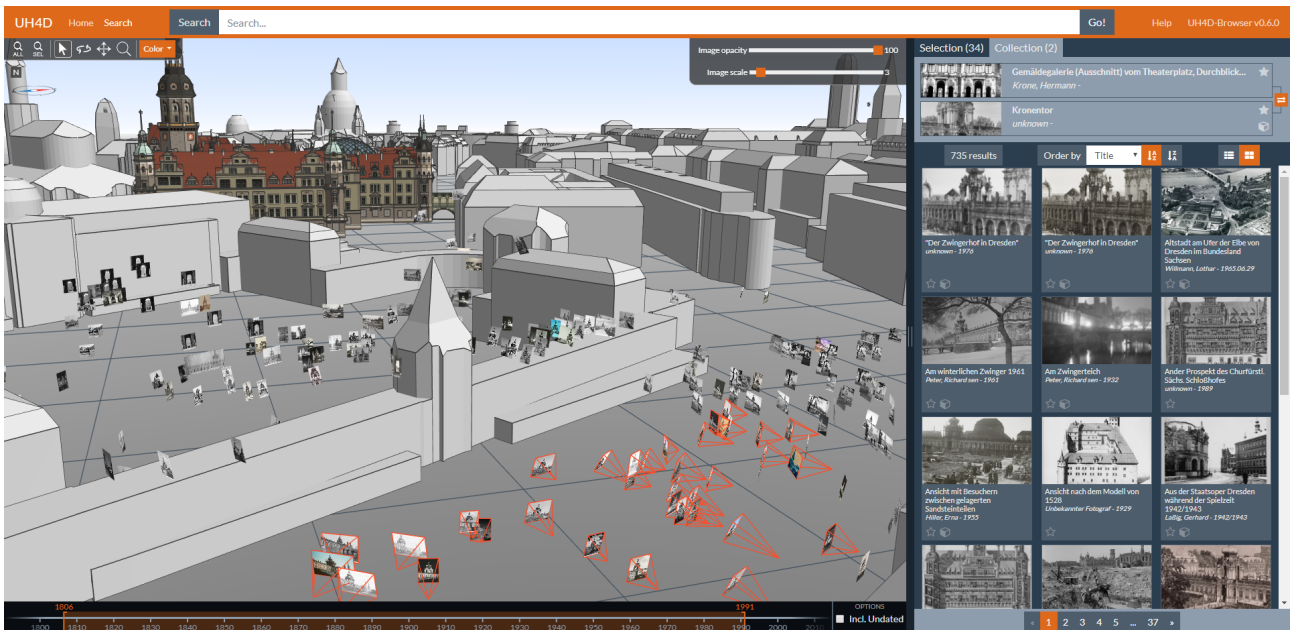 UH4D Home Search Search Search... Go! Help UH4D-Browser v0.6.0
ALL SEL Color
N
Image opacity 100
Image scale 3
Selection (34) Collection (2)
Gemäldegalerie (Ausschnitt) vom Theaterplatz, Durchblick...
Krone, Hermann -
Kronentor
unknown -
735 results Order by Title
"Der Zwingerhof in Dresden"
unknown - 1976
"Der Zwingerhof in Dresden"
unknown - 1976
Altstadt am Ufer der Elbe von
Dresden im Bundesland
Sachsen
Willmann, Lothar - 1965.06.29
Am winterlichen Zwinger 1961
Peter, Richard sen - 1961
Am Zwingerteich
Peter, Richard sen - 1932
Ander Prospekt des Churfürstl.
Sächs. Schloßhofes
unknown - 1989
Ansicht mit Besuchern
zwischen gelagerten
Sandsteinteilen
Hiller, Erna - 1955
Ansicht nach dem Modell von
1528
Unbekannter Fotograf - 1929
Aus der Staatsoper Dresden
während der Spielzeit
1942/1943
Laßig, Gerhard - 1942/1943
« 1 2 3 4 5 ... 37 »
1806 1991
1800 1810 1820 1830 1840 1850 1860 1870 1880 1890 1900 1910 1920 1930 1940 1950 1960 1970 1980 1990 2000 2010
OPTIONS
Incl. Undated